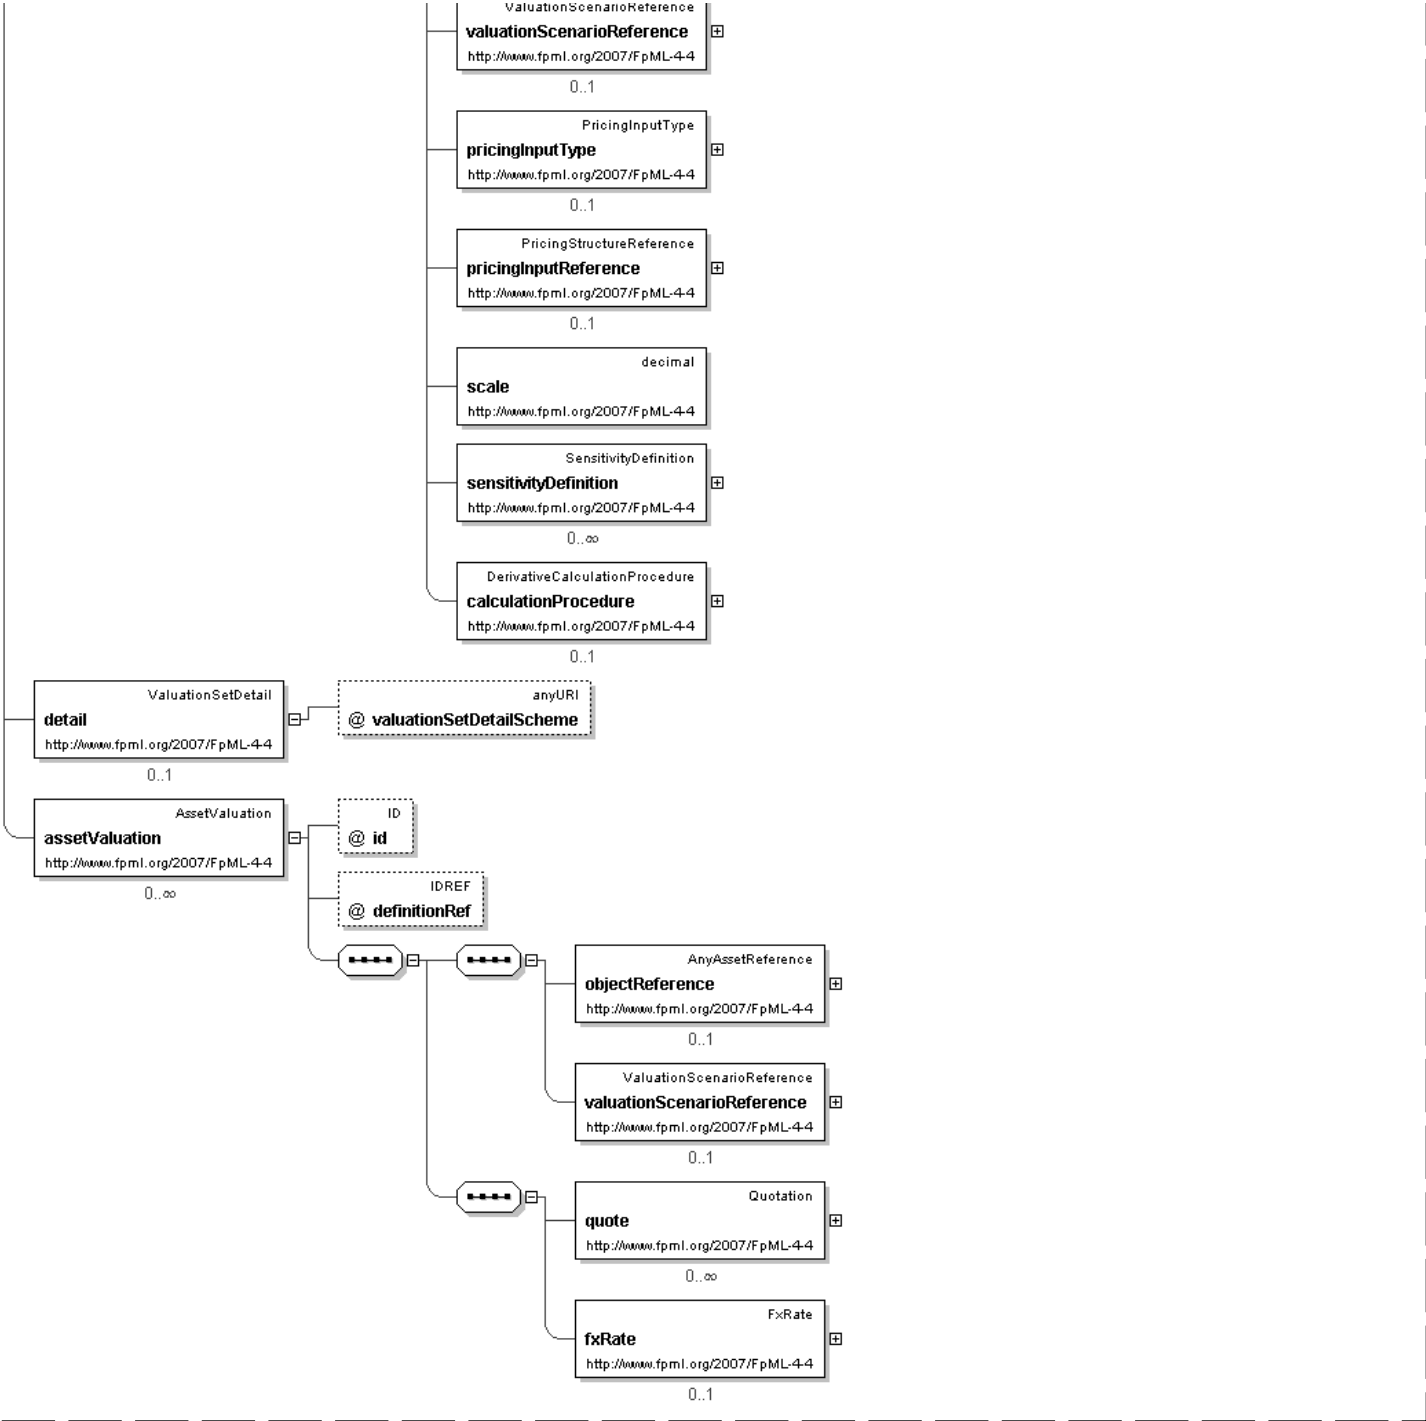 ValuationScenarioReference
valuationScenarioReference
http://www.fpml.org/2007/FpML-4-4
0..1
PricingInputType
pricingInputType
http://www.fpml.org/2007/FpML-4-4
0..1
PricingStructureReference
pricingInputReference
http://www.fpml.org/2007/FpML-4-4
0..1
decimal
scale
http://www.fpml.org/2007/FpML-4-4
SensitivityDefinition
sensitivityDefinition
http://www.fpml.org/2007/FpML-4-4
0..∞
DerivativeCalculationProcedure
calculationProcedure
http://www.fpml.org/2007/FpML-4-4
0..1
ValuationSetDetail
detail
http://www.fpml.org/2007/FpML-4-4
0..1
anyURI
@ valuationSetDetailScheme
AssetValuation
assetValuation
http://www.fpml.org/2007/FpML-4-4
0..∞
ID
@ id
IDREF
@ definitionRef
AnyAssetReference
objectReference
http://www.fpml.org/2007/FpML-4-4
0..1
ValuationScenarioReference
valuationScenarioReference
http://www.fpml.org/2007/FpML-4-4
0..1
Quotation
quote
http://www.fpml.org/2007/FpML-4-4
0..∞
FxRate
fxRate
http://www.fpml.org/2007/FpML-4-4
0..1